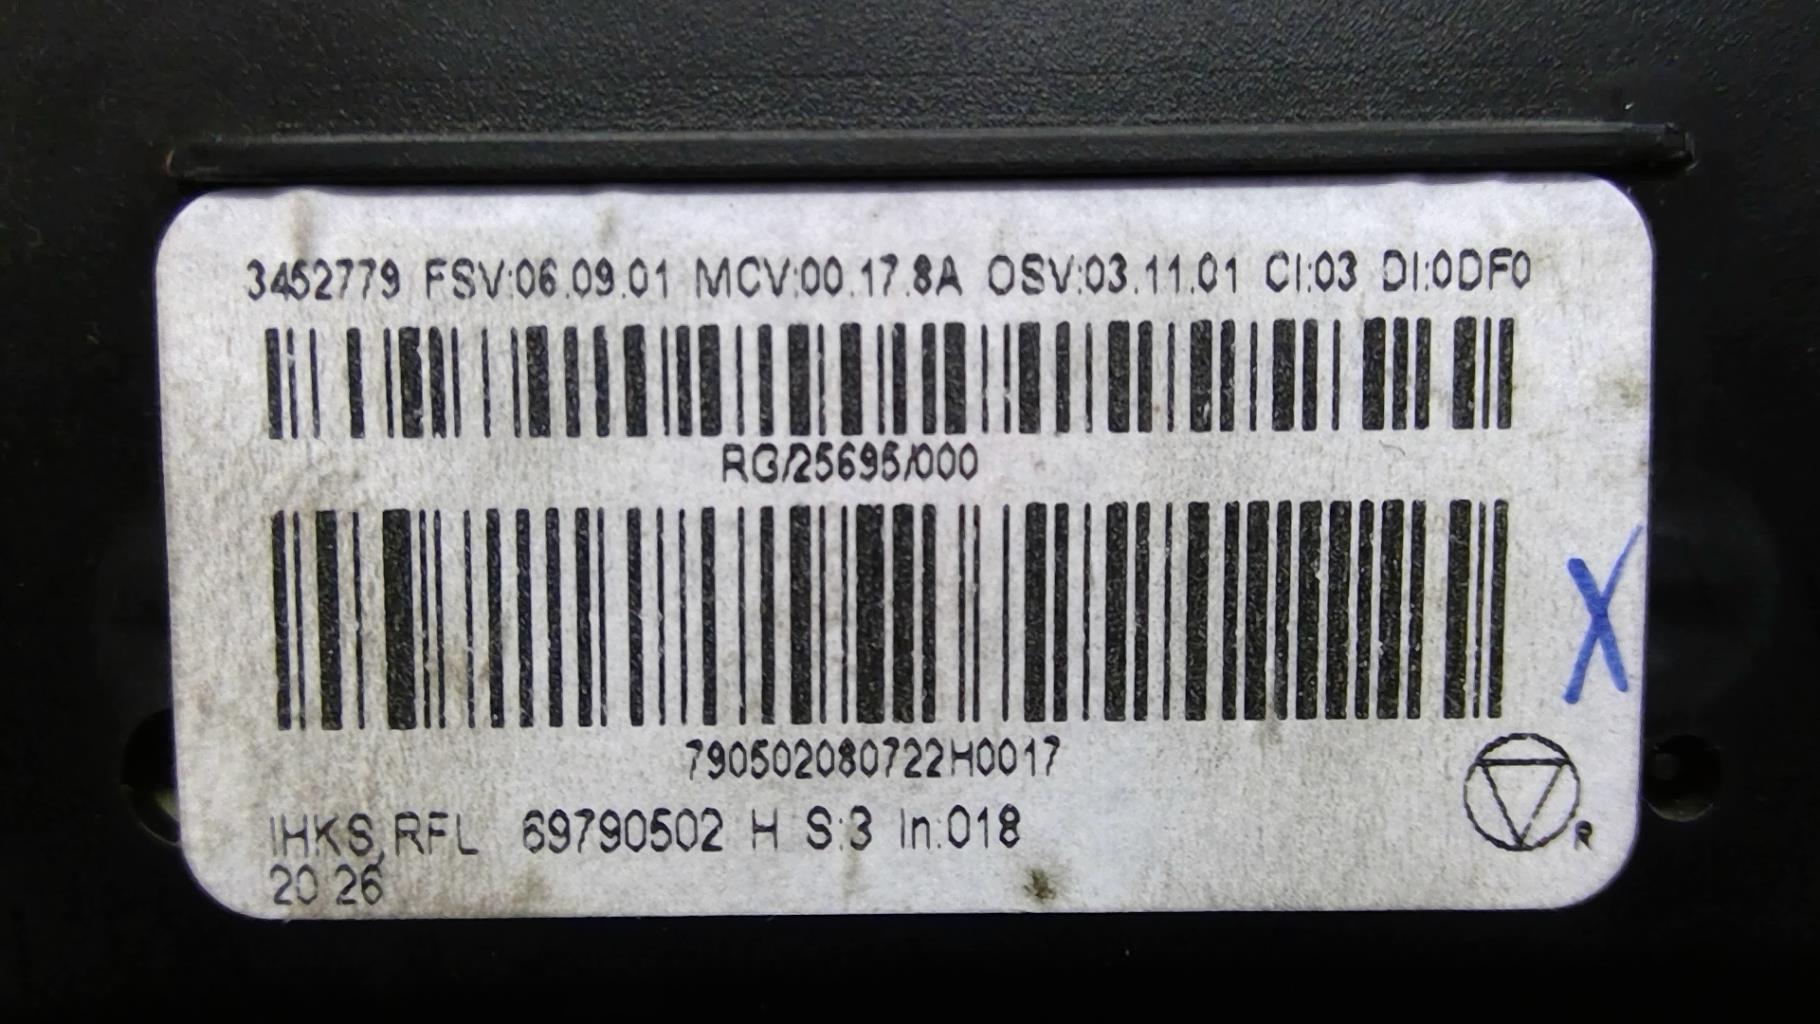 3452779 FSV:06.09.01 MCV:00.17.8A OSV:03.11.01 CI:03 DI:0DF0
RG/25695/000
X
790502080722H0017
IHKS,RFL 69790502 H S:3 In:018
20 26
R